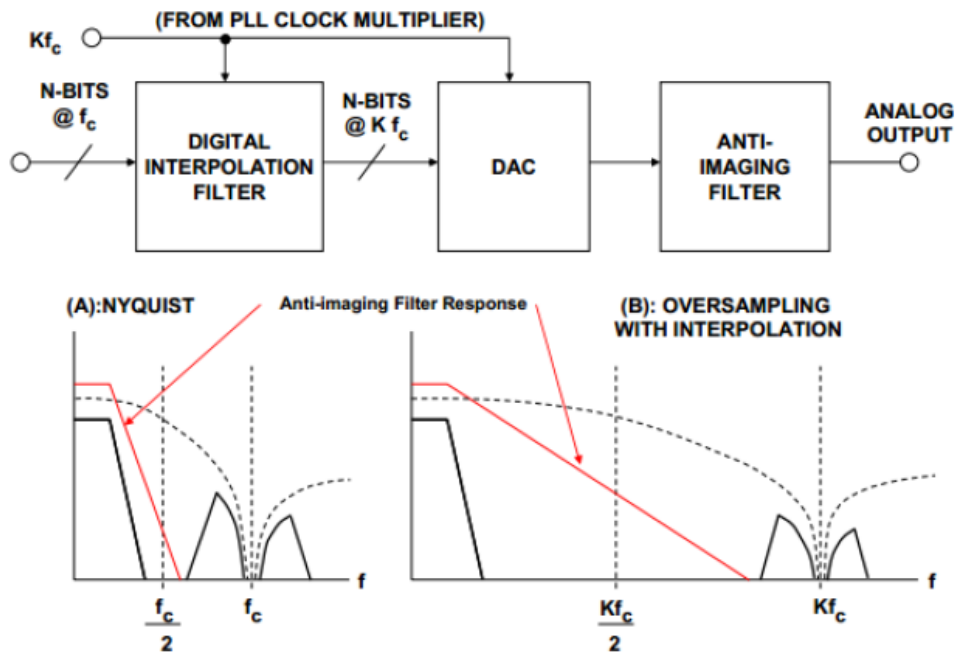 (FROM PLL CLOCK MULTIPLIER)
Kfc
N-BITS
@ fc
DIGITAL
INTERPOLATION
FILTER
N-BITS
@ K fc
DAC
ANTI-
IMAGING
FILTER
ANALOG
OUTPUT
(A):NYQUIST
Anti-imaging Filter Response
(B): OVERSAMPLING
WITH INTERPOLATION
fc
2
fc
f
Kfc
2
Kfc
f